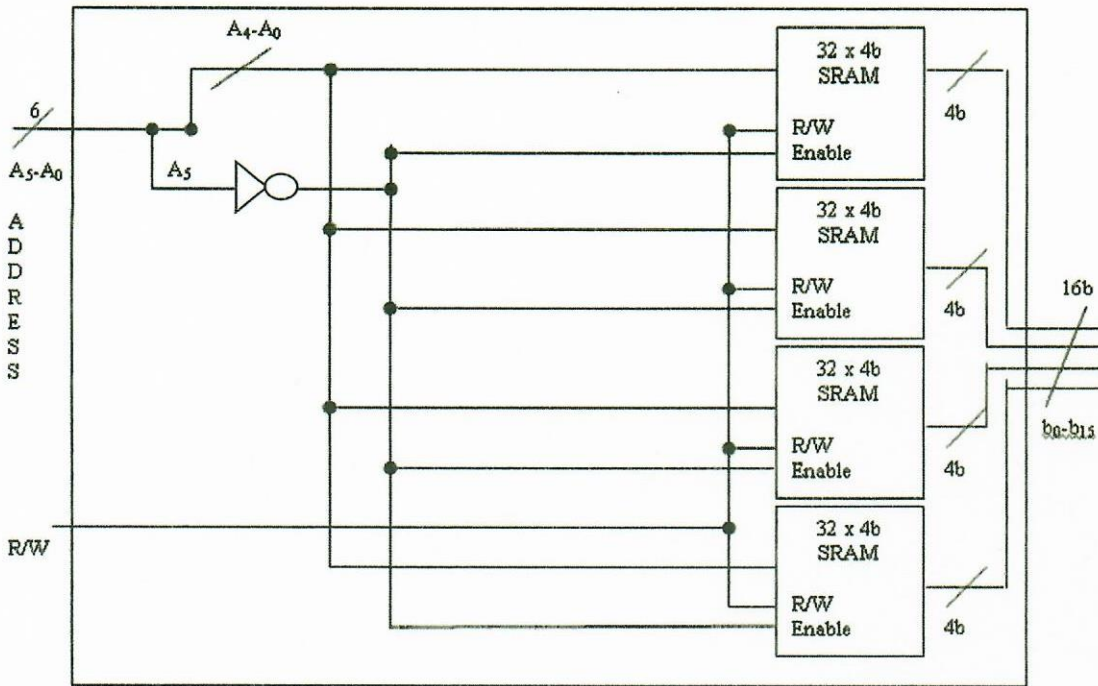 A₄-A₀
6
A₅-A₀
A₅
A
D
D
R
E
S
S
R/W
32 x 4b
SRAM
R/W
Enable
4b
32 x 4b
SRAM
R/W
Enable
4b
32 x 4b
SRAM
R/W
Enable
4b
32 x 4b
SRAM
R/W
Enable
4b
16b
b₀-b₁₅